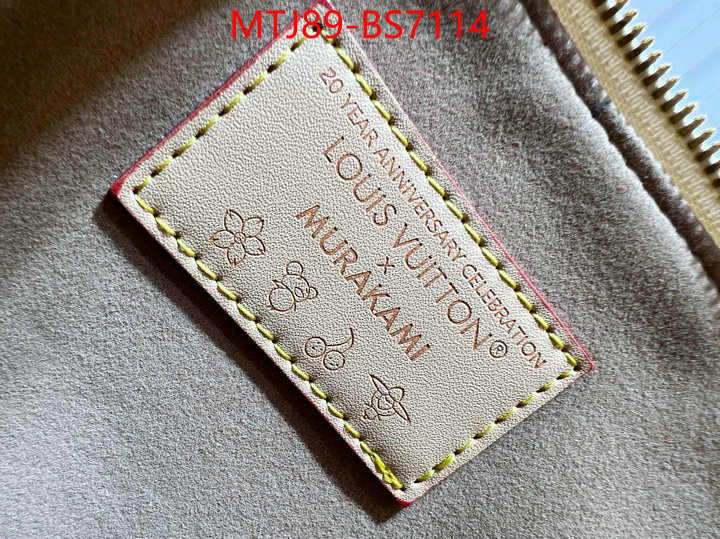 MTJ89-BS7114
20 YEAR ANNIVERSARY CELEBRATION
LOUIS VUITTON®
x
MURAKAMI